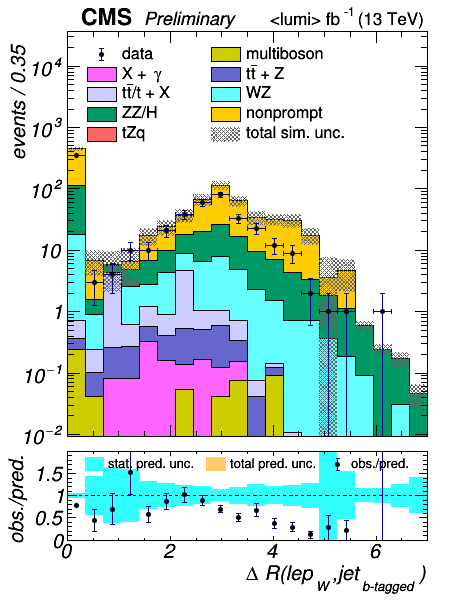 CMS Preliminary <lumi> fb⁻¹ (13 TeV)
events / 0.35
10⁴
10³
10²
10
1
10⁻¹
10⁻²
data
X + γ
tt̄/t + X
ZZ/H
tZq
multiboson
tt̄ + Z
WZ
nonprompt
total sim. unc.
obs./pred.
1.5
1
0.5
0
stat. pred. unc. total pred. unc. obs./pred.
0 2 4 6
Δ R(lep_W, jet_b-tagged)